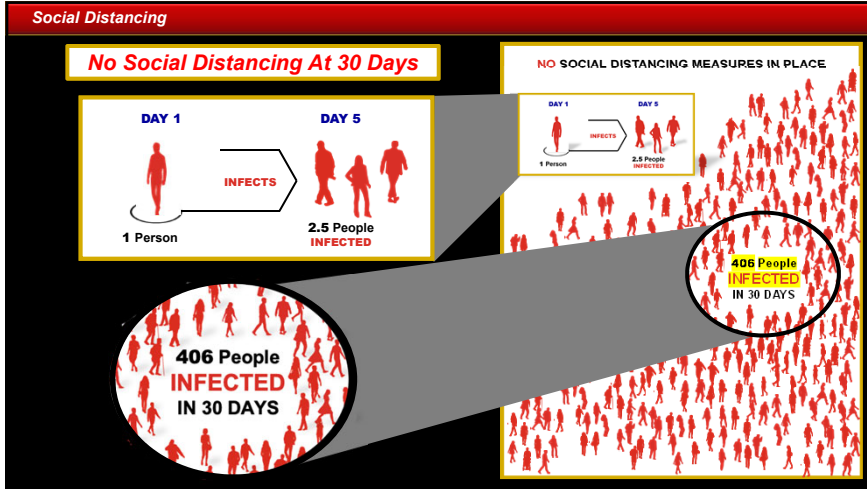 Social Distancing
No Social Distancing At 30 Days
DAY 1
DAY 5
INFECTS
1 Person
2.5 People
INFECTED
406 People
INFECTED
IN 30 DAYS
NO SOCIAL DISTANCING MEASURES IN PLACE
DAY 1
DAY 5
INFECTS
1 Person
2.5 People
INFECTED
406 People
INFECTED
IN 30 DAYS